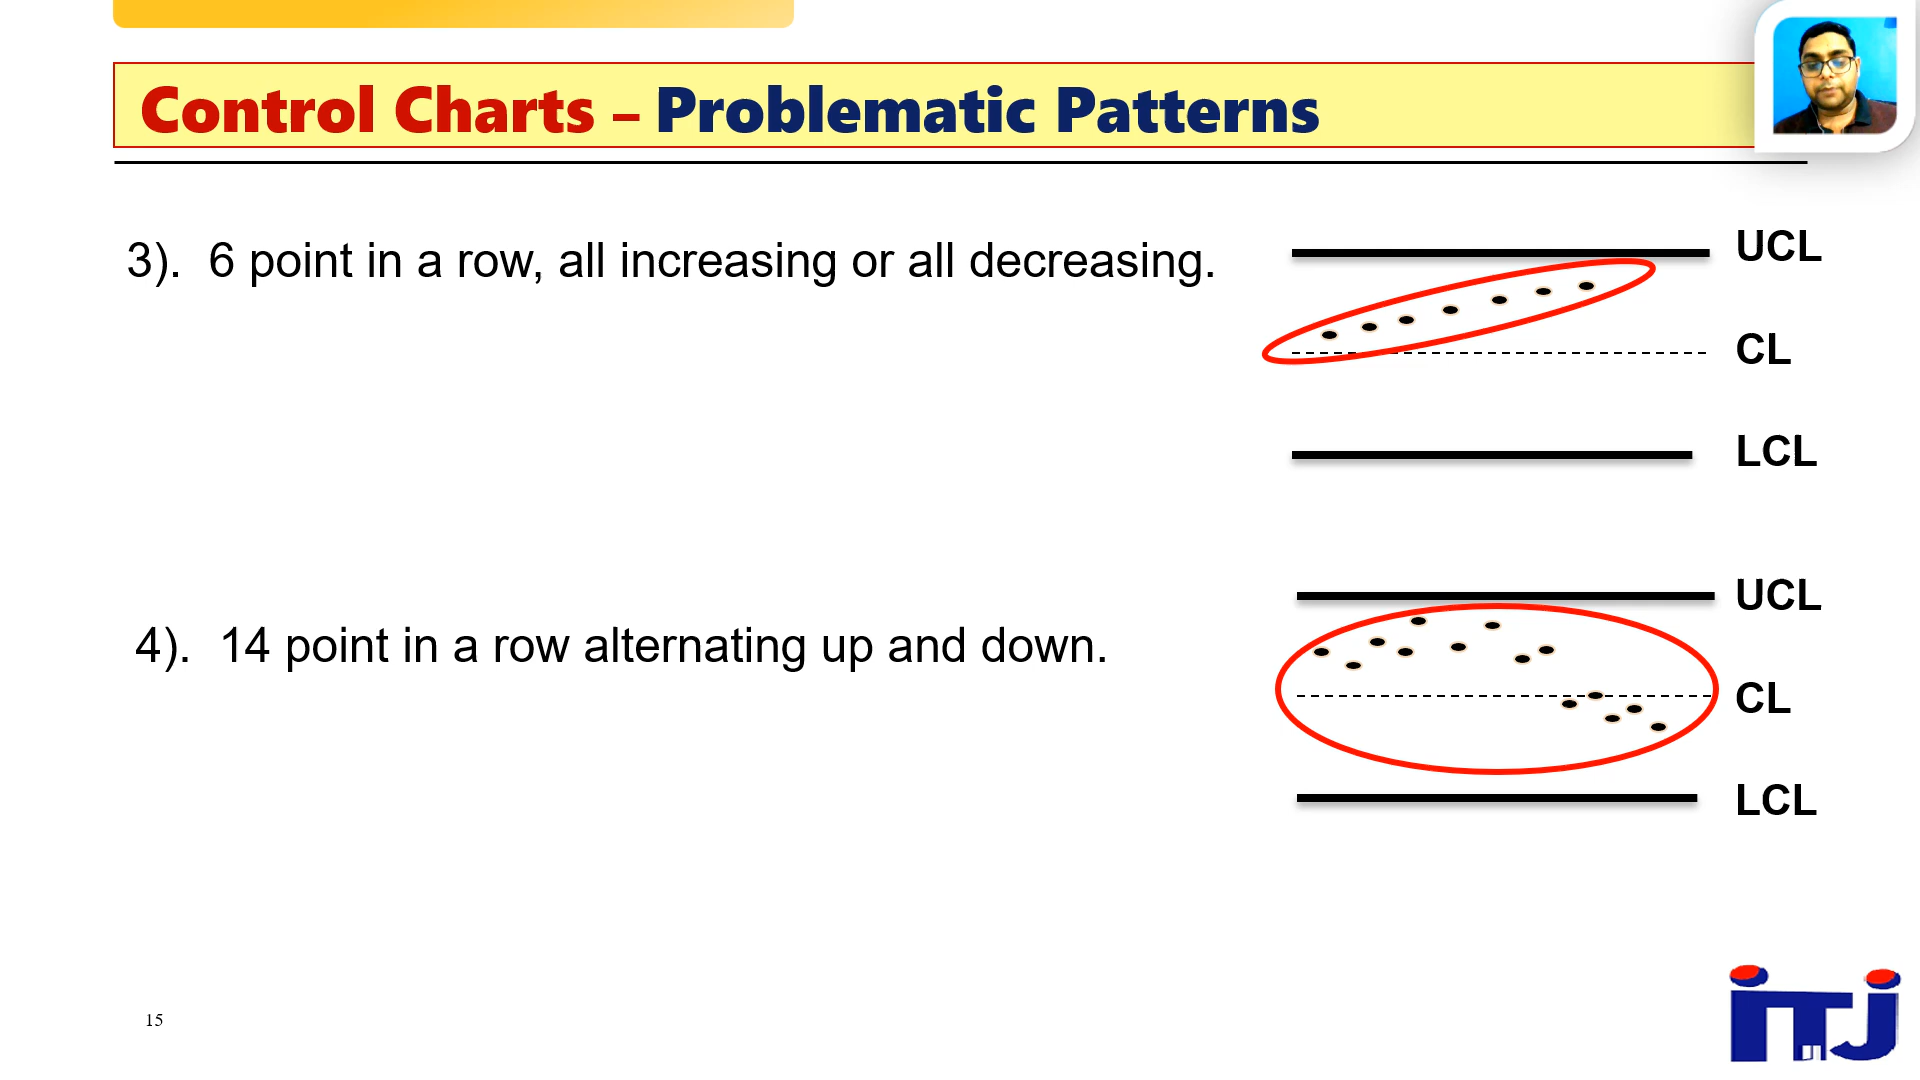 Control Charts – Problematic Patterns
3). 6 point in a row, all increasing or all decreasing.
UCL
CL
LCL
4). 14 point in a row alternating up and down.
UCL
CL
LCL
15
iTJ